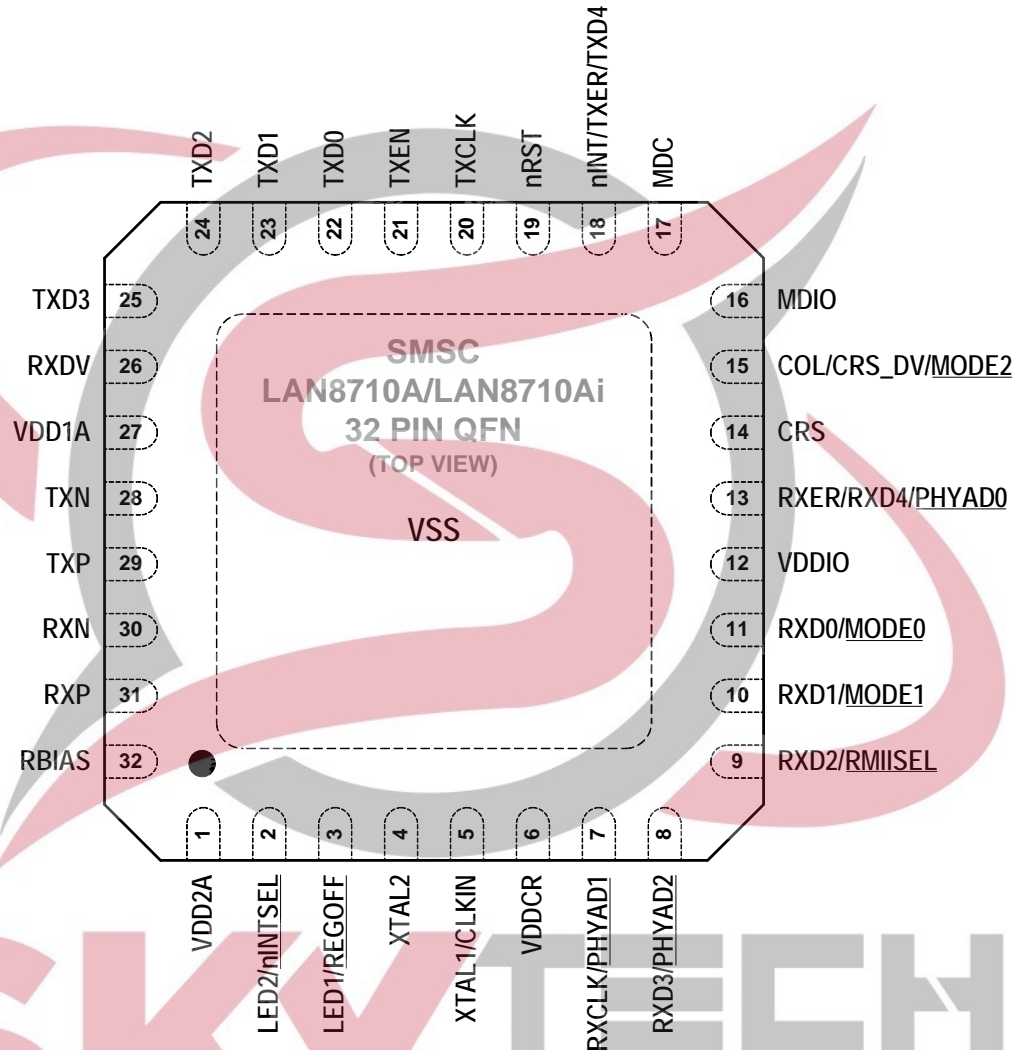 nINT/TXER/TXD4
TXD2
TXD1
TXD0
TXEN
TXCLK
nRST
MDC
24
23
22
21
20
19
18
17
TXD3 25
RXDV 26
VDD1A 27
TXN 28
TXP 29
RXN 30
RXP 31
RBIAS 32
SMSC
LAN8710A/LAN8710Ai
32 PIN QFN
(TOP VIEW)
VSS
16 MDIO
15 COL/CRS_DV/MODE2
14 CRS
13 RXER/RXD4/PHYAD0
12 VDDIO
11 RXD0/MODE0
10 RXD1/MODE1
9 RXD2/RMIISEL
1
2
3
4
5
6
7
8
VDD2A
LED2/nINTSEL
LED1/REGOFF
XTAL2
XTAL1/CLKIN
VDDCR
RXCLK/PHYAD1
RXD3/PHYAD2
SKYTECH